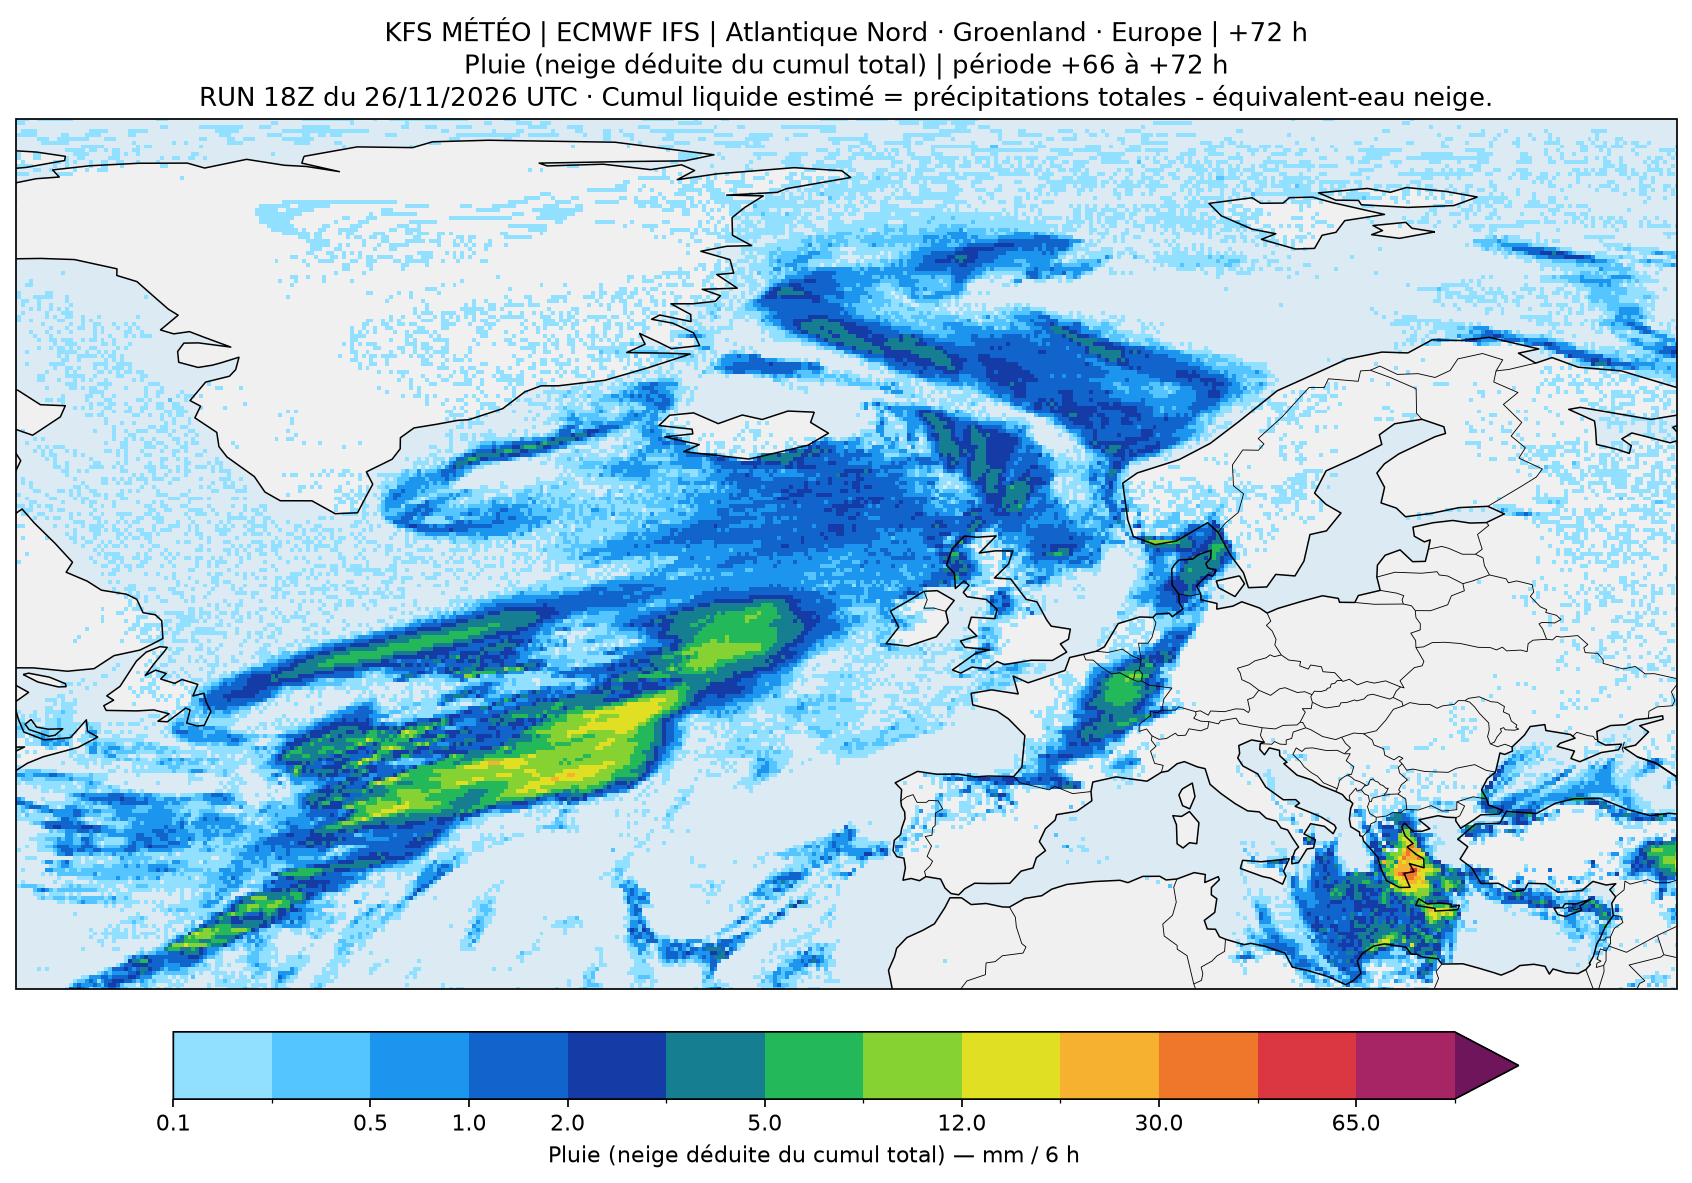 KFS MÉTÉO | ECMWF IFS | Atlantique Nord · Groenland · Europe | +72 h
Pluie (neige déduite du cumul total) | période +66 à +72 h
RUN 18Z du 26/11/2026 UTC · Cumul liquide estimé = précipitations totales - équivalent-eau neige.
0.1 0.5 1.0 2.0 5.0 12.0 30.0 65.0
Pluie (neige déduite du cumul total) — mm / 6 h